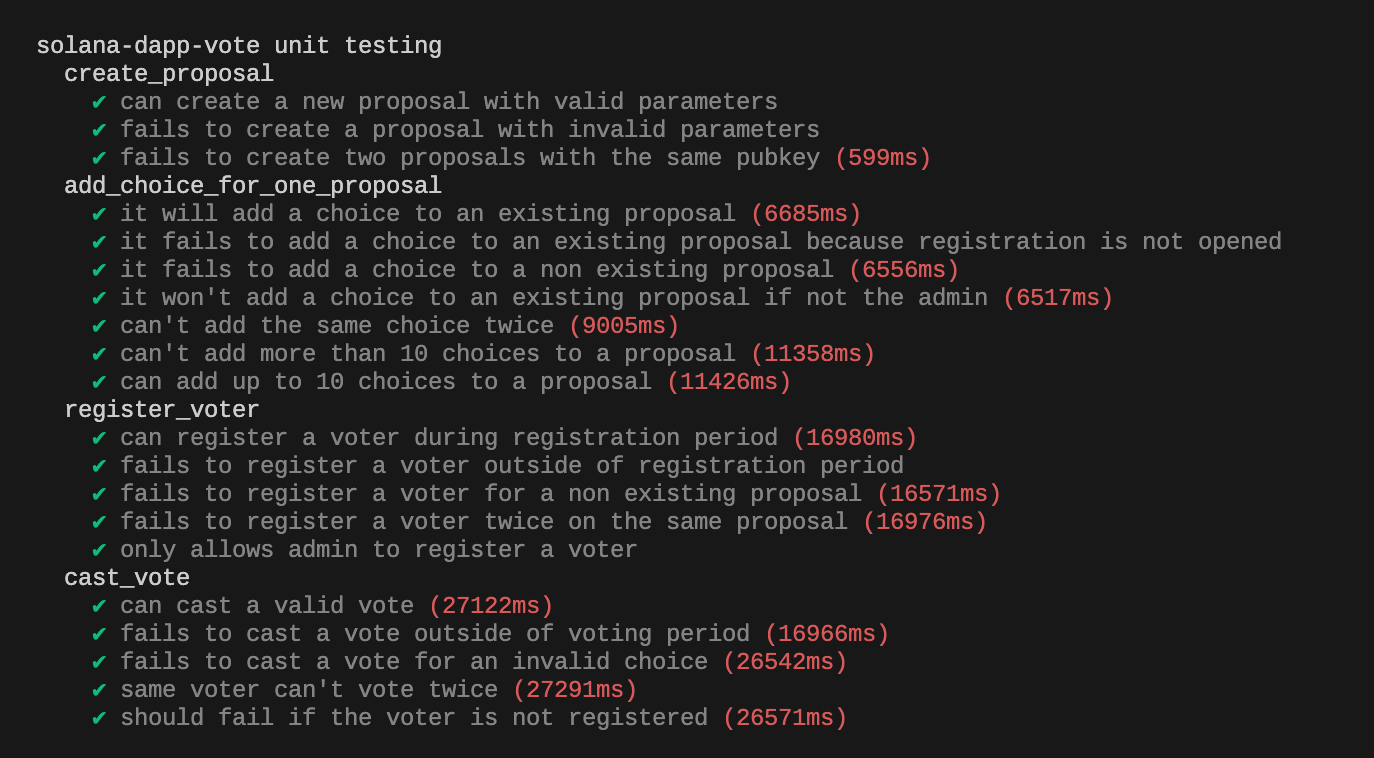 solana-dapp-vote unit testing
create_proposal
✔ can create a new proposal with valid parameters
✔ fails to create a proposal with invalid parameters
✔ fails to create two proposals with the same pubkey (599ms)
add_choice_for_one_proposal
✔ it will add a choice to an existing proposal (6685ms)
✔ it fails to add a choice to an existing proposal because registration is not opened
✔ it fails to add a choice to a non existing proposal (6556ms)
✔ it won't add a choice to an existing proposal if not the admin (6517ms)
✔ can't add the same choice twice (9005ms)
✔ can't add more than 10 choices to a proposal (11358ms)
✔ can add up to 10 choices to a proposal (11426ms)
register_voter
✔ can register a voter during registration period (16980ms)
✔ fails to register a voter outside of registration period
✔ fails to register a voter for a non existing proposal (16571ms)
✔ fails to register a voter twice on the same proposal (16976ms)
✔ only allows admin to register a voter
cast_vote
✔ can cast a valid vote (27122ms)
✔ fails to cast a vote outside of voting period (16966ms)
✔ fails to cast a vote for an invalid choice (26542ms)
✔ same voter can't vote twice (27291ms)
✔ should fail if the voter is not registered (26571ms)